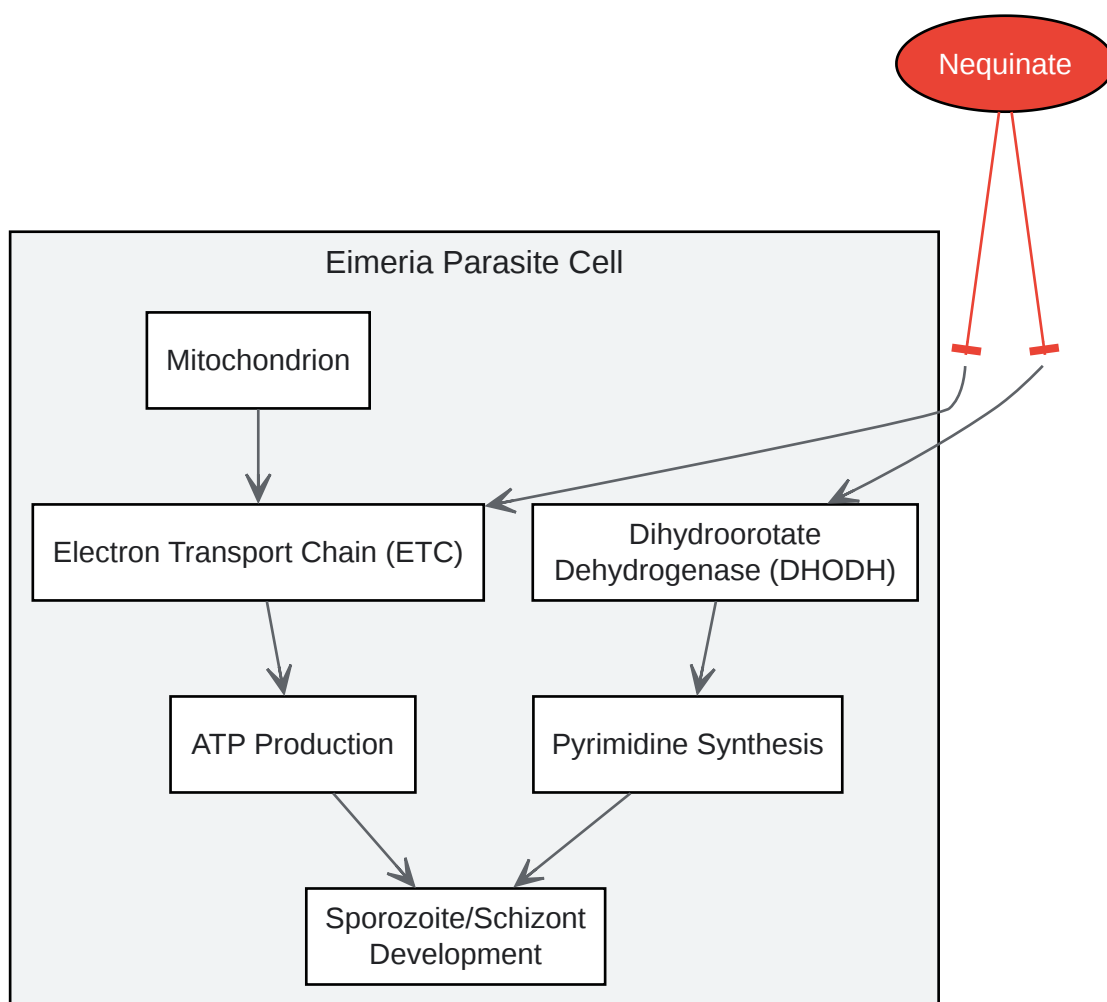 Nequinate
Eimeria Parasite Cell
Mitochondrion
Electron Transport Chain (ETC)
Dihydroorotate
Dehydrogenase (DHODH)
ATP Production
Pyrimidine Synthesis
Sporozoite/Schizont
Development